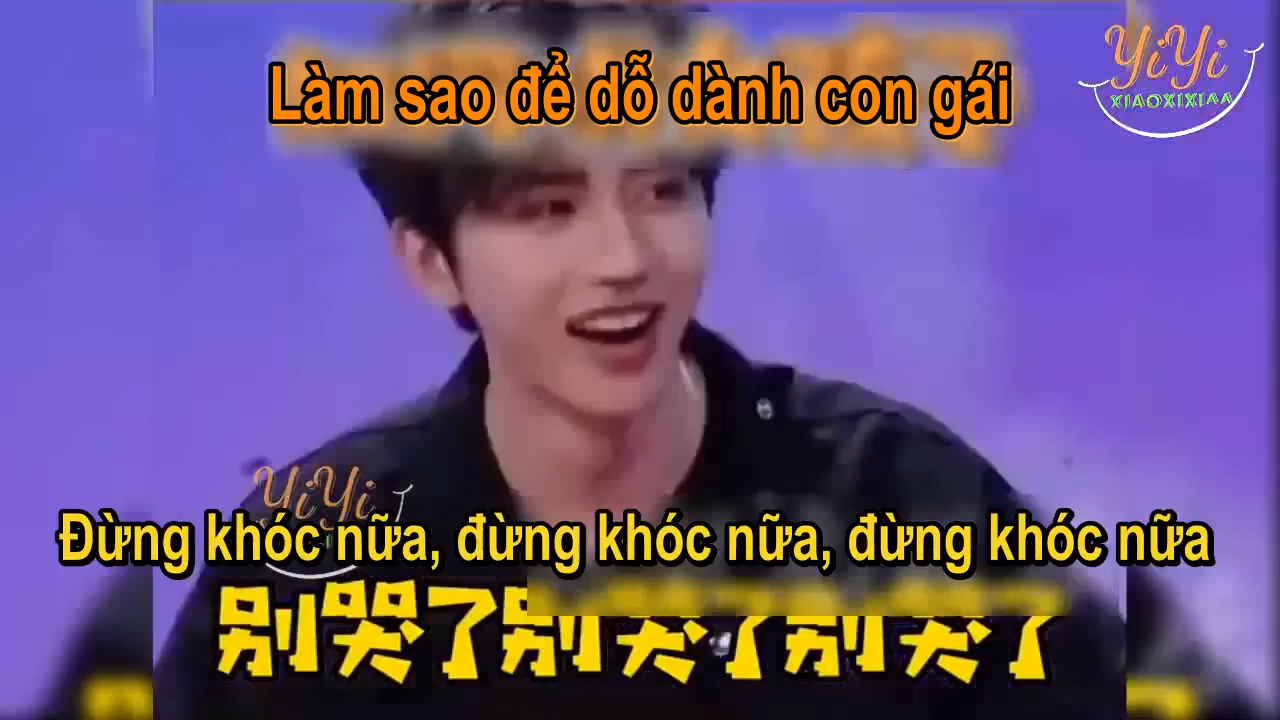 YiYi
XIAOXIXIAA
Làm sao để dỗ dành con gái
YiYi
Đừng khóc nữa, đừng khóc nữa, đừng khóc nữa
别哭了别哭了别哭了